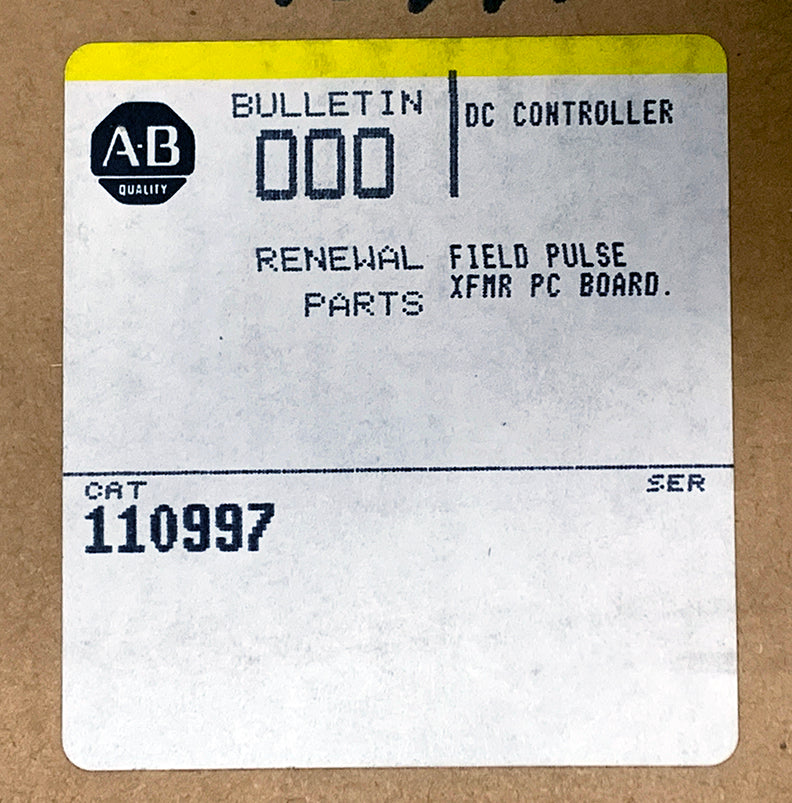 A-B
QUALITY
BULLETIN
000
DC CONTROLLER
RENEWAL
PARTS
FIELD PULSE
XFMR PC BOARD.
CAT
SER
110997